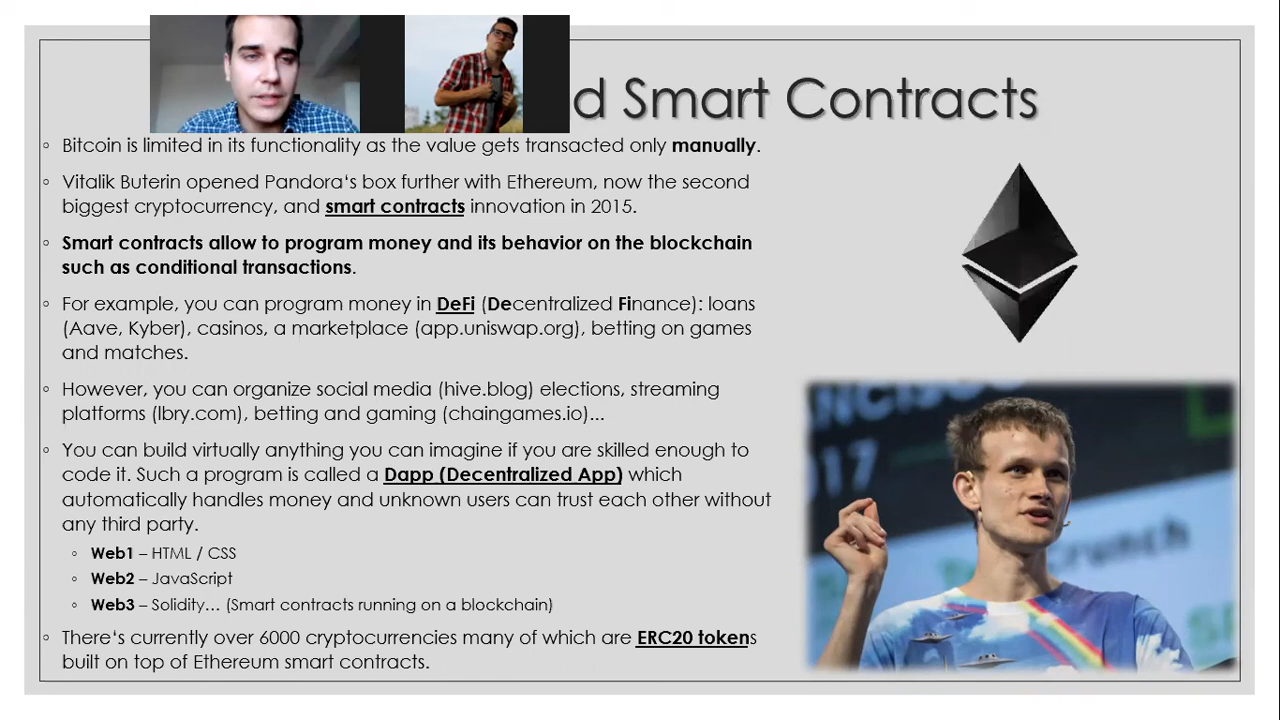 d Smart Contracts
◦ Bitcoin is limited in its functionality as the value gets transacted only manually.
◦ Vitalik Buterin opened Pandora‘s box further with Ethereum, now the second
biggest cryptocurrency, and smart contracts innovation in 2015.
◦ Smart contracts allow to program money and its behavior on the blockchain
such as conditional transactions.
◦ For example, you can program money in DeFi (Decentralized Finance): loans
(Aave, Kyber), casinos, a marketplace (app.uniswap.org), betting on games
and matches.
◦ However, you can organize social media (hive.blog) elections, streaming
platforms (lbry.com), betting and gaming (chaingames.io)...
◦ You can build virtually anything you can imagine if you are skilled enough to
code it. Such a program is called a Dapp (Decentralized App) which
automatically handles money and unknown users can trust each other without
any third party.
◦ Web1 – HTML / CSS
◦ Web2 – JavaScript
◦ Web3 – Solidity… (Smart contracts running on a blockchain)
◦ There‘s currently over 6000 cryptocurrencies many of which are ERC20 tokens
built on top of Ethereum smart contracts.
2017
crunch